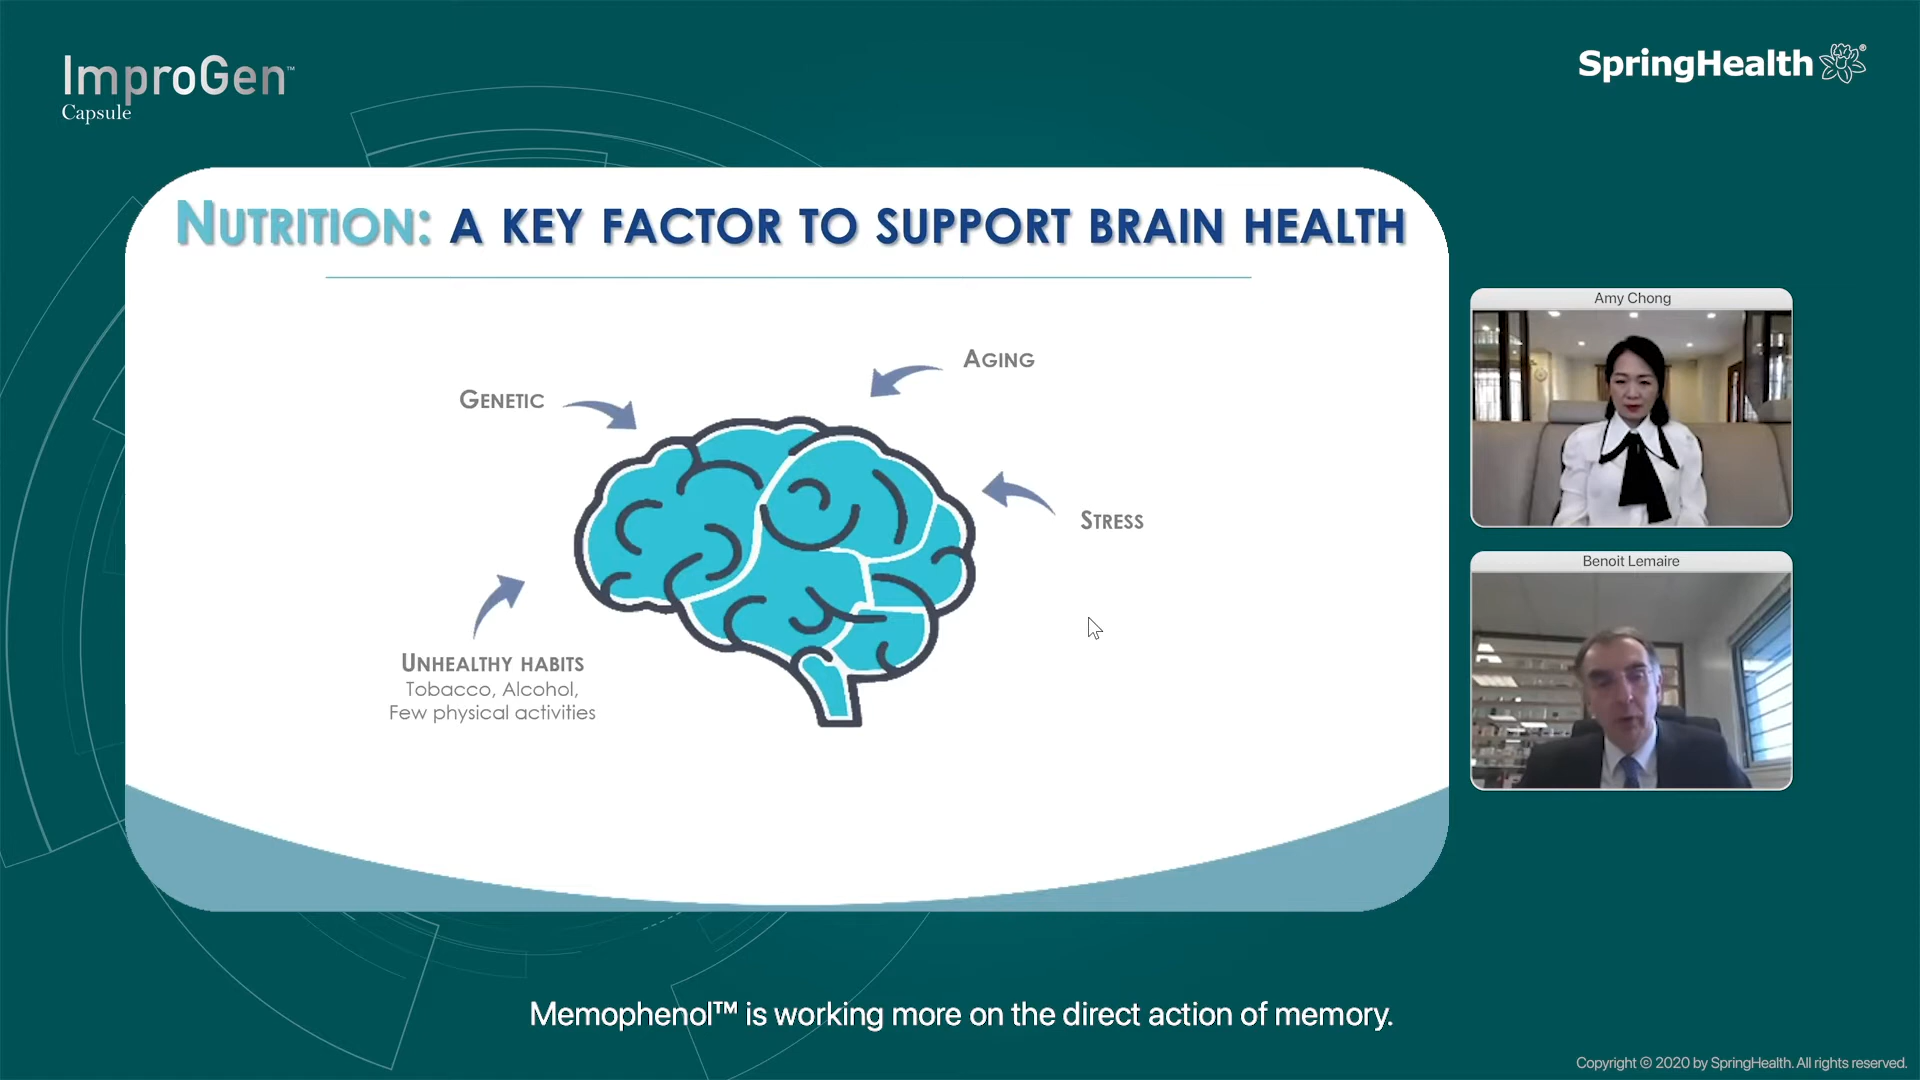 ImproGen™
Capsule
SpringHealth®
NUTRITION: A KEY FACTOR TO SUPPORT BRAIN HEALTH
AGING
GENETIC
STRESS
UNHEALTHY HABITS
Tobacco, Alcohol,
Few physical activities
Amy Chong
Benoit Lemaire
Memophenol™ is working more on the direct action of memory.
Copyright © 2020 by SpringHealth. All rights reserved.